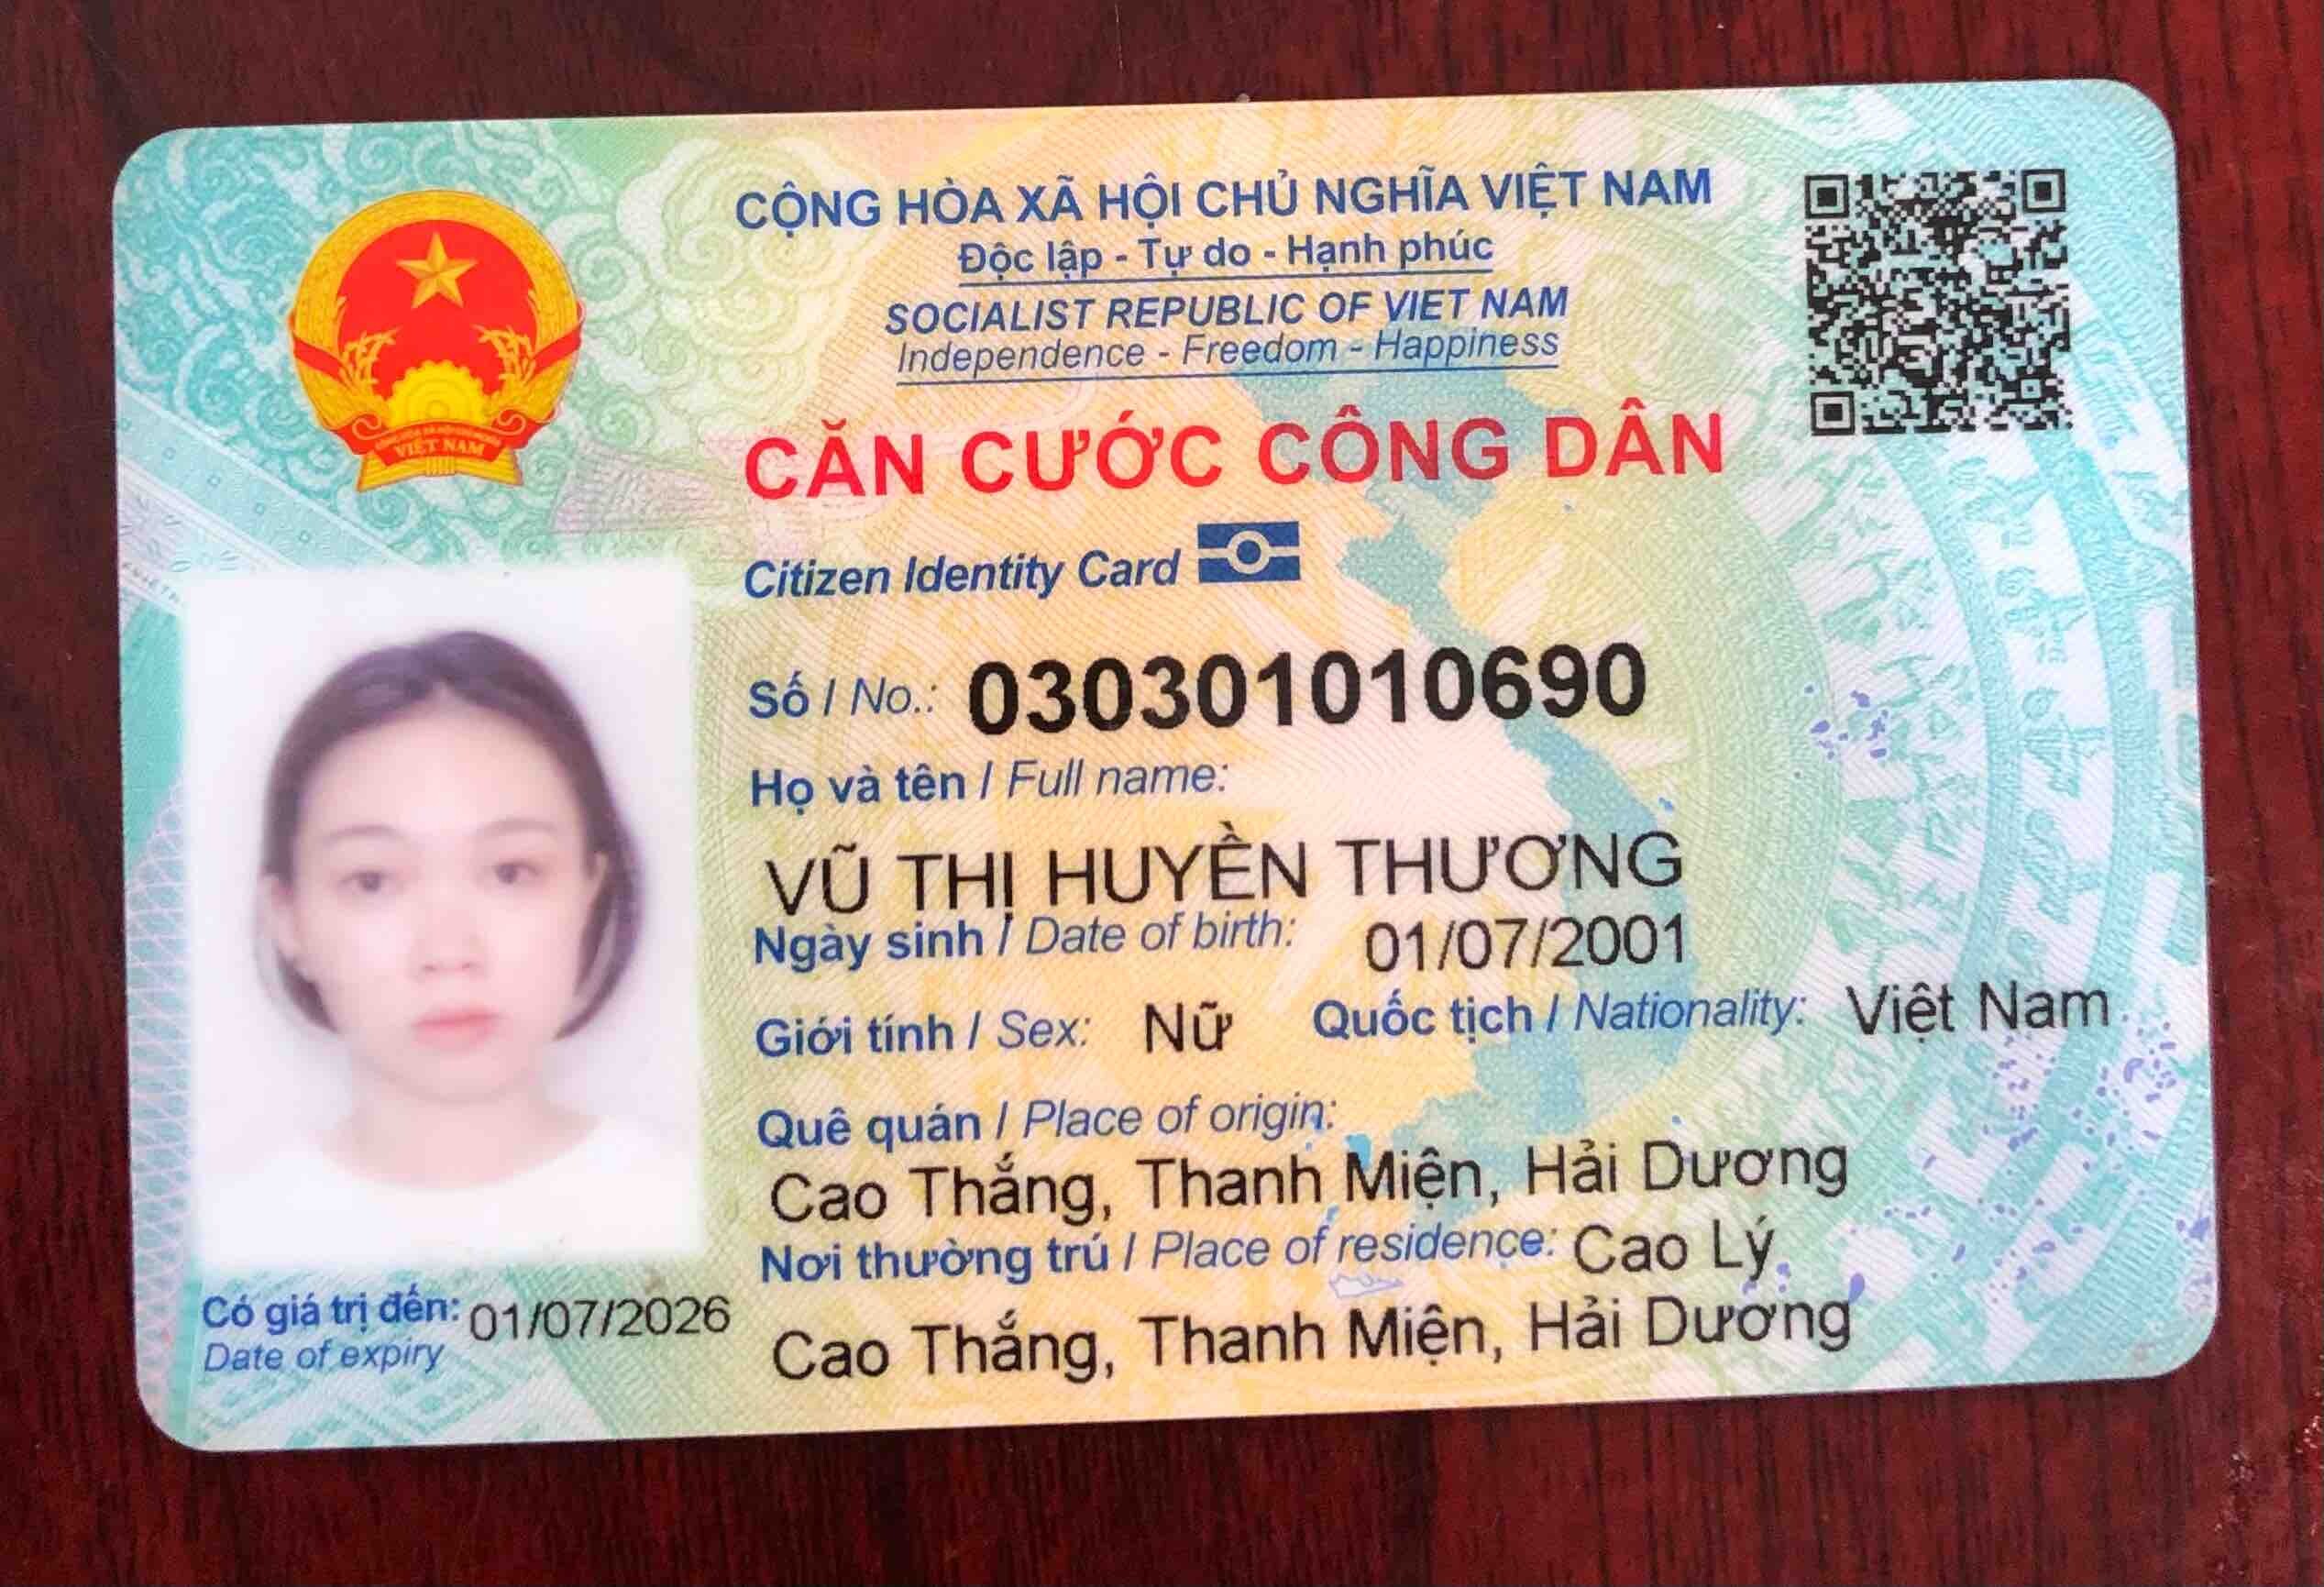 CỘNG HÒA XÃ HỘI CHỦ NGHĨA VIỆT NAM
Độc lập - Tự do - Hạnh phúc
SOCIALIST REPUBLIC OF VIET NAM
Independence - Freedom - Happiness
VIỆT NAM
CĂN CƯỚC CÔNG DÂN
Citizen Identity Card
Số / No.: 030301010690
Họ và tên / Full name:
VŨ THỊ HUYỀN THƯƠNG
Ngày sinh / Date of birth: 01/07/2001
Giới tính / Sex: Nữ Quốc tịch / Nationality: Việt Nam
Quê quán / Place of origin:
Cao Thắng, Thanh Miện, Hải Dương
Nơi thường trú / Place of residence: Cao Lý
Cao Thắng, Thanh Miện, Hải Dương
Có giá trị đến: 01/07/2026
Date of expiry